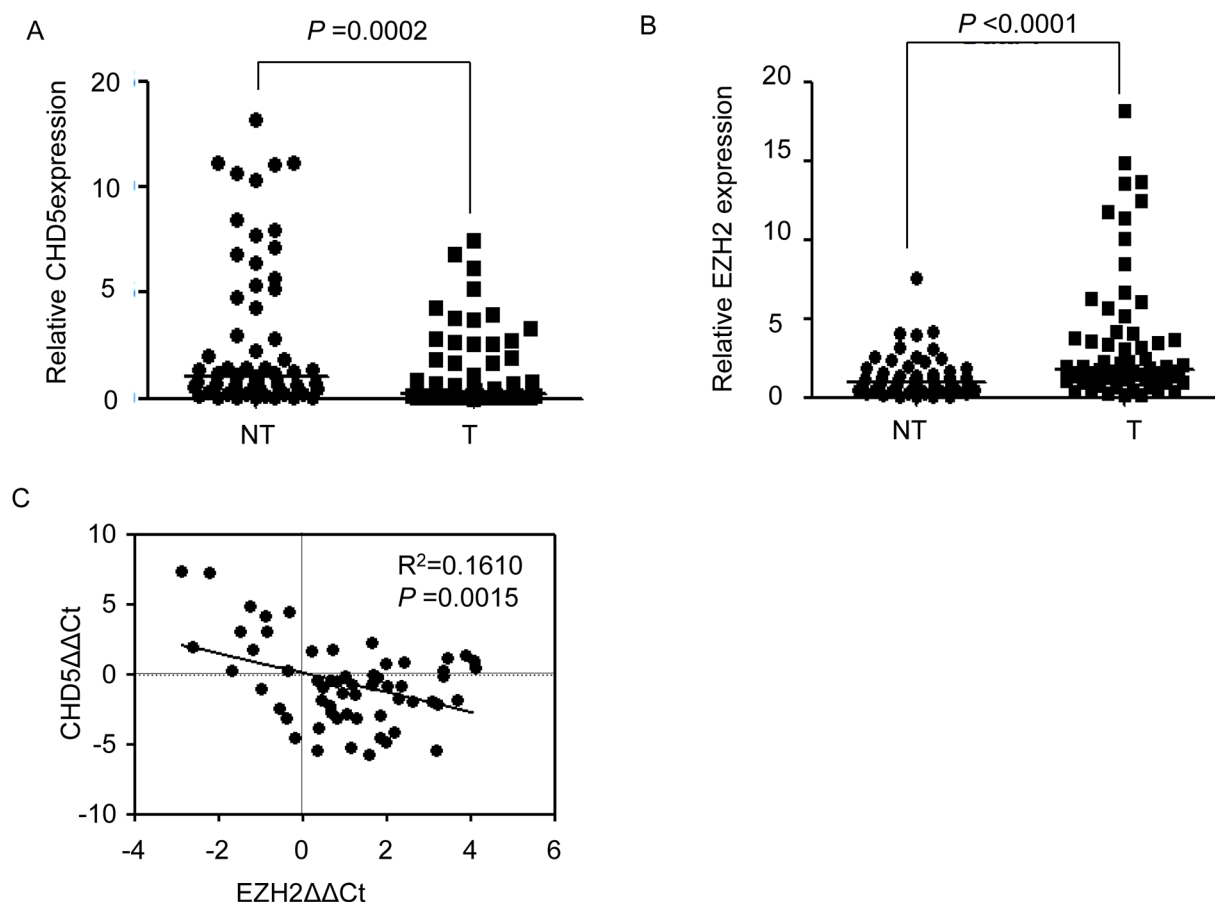 A
P =0.0002
Relative CHD5expression
20
10
5
0
NT
T
B
P <0.0001
Relative EZH2 expression
20
15
10
5
0
NT
T
C
R²=0.1610
P =0.0015
CHD5ΔΔCt
10
5
0
-5
-10
-4
-2
0
2
4
6
EZH2ΔΔCt